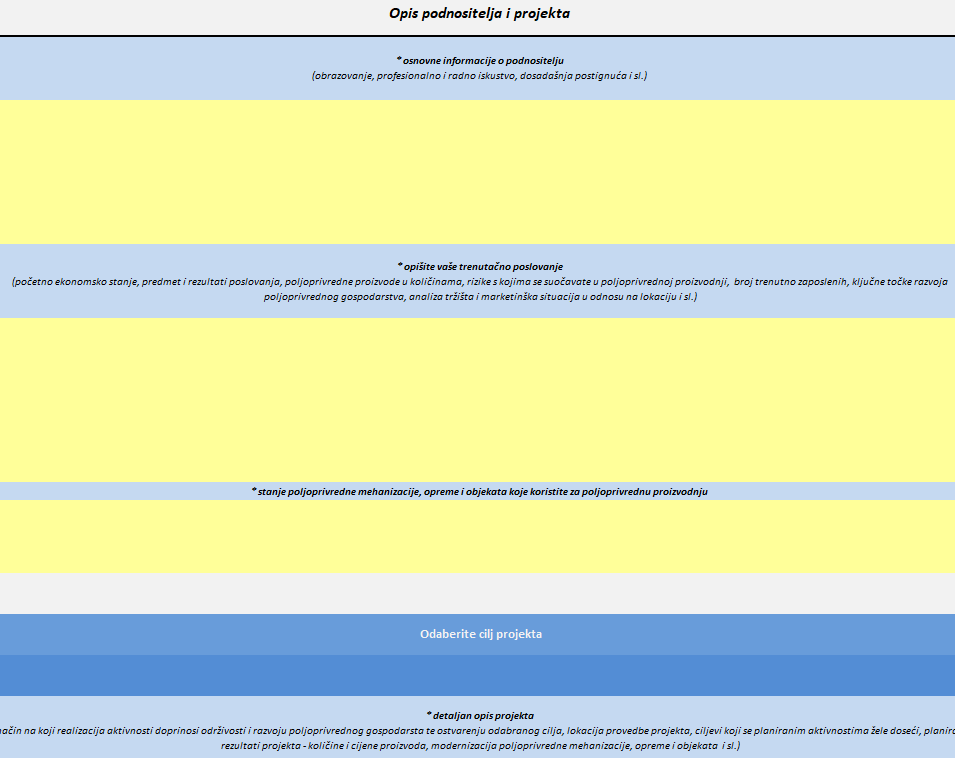 Opis podnositelja i projekta
* osnovne informacije o podnositelju
(obrazovanje, profesionalno i radno iskustvo, dosadašnja postignuća i sl.)
* opišite vaše trenutačno poslovanje
(početno ekonomsko stanje, predmet i rezultati poslovanja, poljoprivredne proizvode u količinama, rizike s kojima se suočavate u poljoprivrednoj proizvodnji, broj trenutno zaposlenih, ključne točke razvoja
poljoprivrednog gospodarstva, analiza tržišta i marketinška situacija u odnosu na lokaciju i sl.)
* stanje poljoprivredne mehanizacije, opreme i objekata koje koristite za poljoprivrednu proizvodnju
Odaberite cilj projekta
* detaljan opis projekta
način na koji realizacija aktivnosti doprinosi održivosti i razvoju poljoprivrednog gospodarsta te ostvarenju odabranog cilja, lokacija provedbe projekta, ciljevi koji se planiranim aktivnostima žele doseći,
rezultati projekta - količine i cijene proizvoda, modernizacija poljoprivredne mehanizacije, opreme i objekata i sl.)